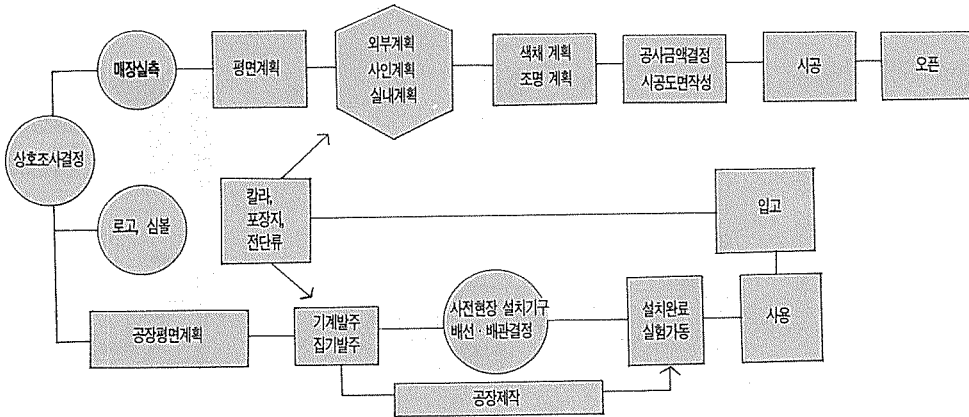 매장실측
평면계획
외부계획
사인계획
실내계획
색채 계획
조명 계획
공사금액결정
시공도면작성
시공
오픈
상호조사결정
로고, 심볼
칼라,
포장지,
전단류
입고
공장평면계획
기계발주
집기발주
사전현장 설치기구
배선·배관결정
설치완료
실험가동
사용
공장제작